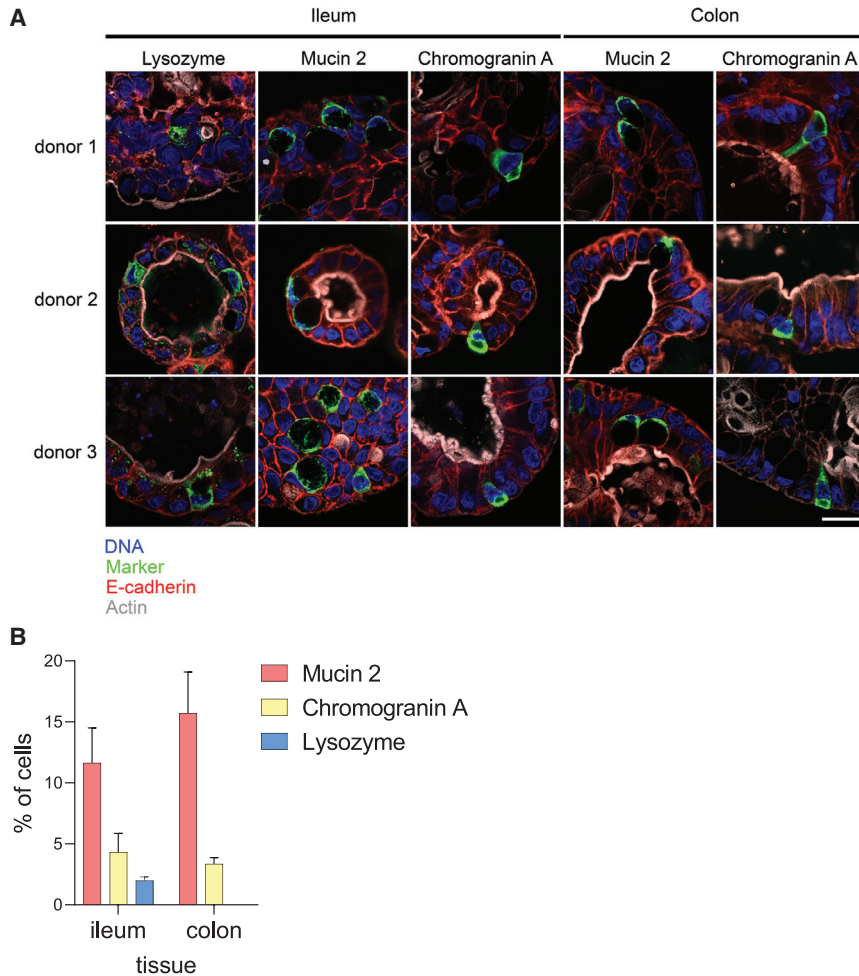 A
Ileum
Colon
Lysozyme
Mucin 2
Chromogranin A
Mucin 2
Chromogranin A
donor 1
donor 2
donor 3
DNA
Marker
E-cadherin
Actin
B
20
15
10
5
0
% of cells
ileum
colon
tissue
Mucin 2
Chromogranin A
Lysozyme